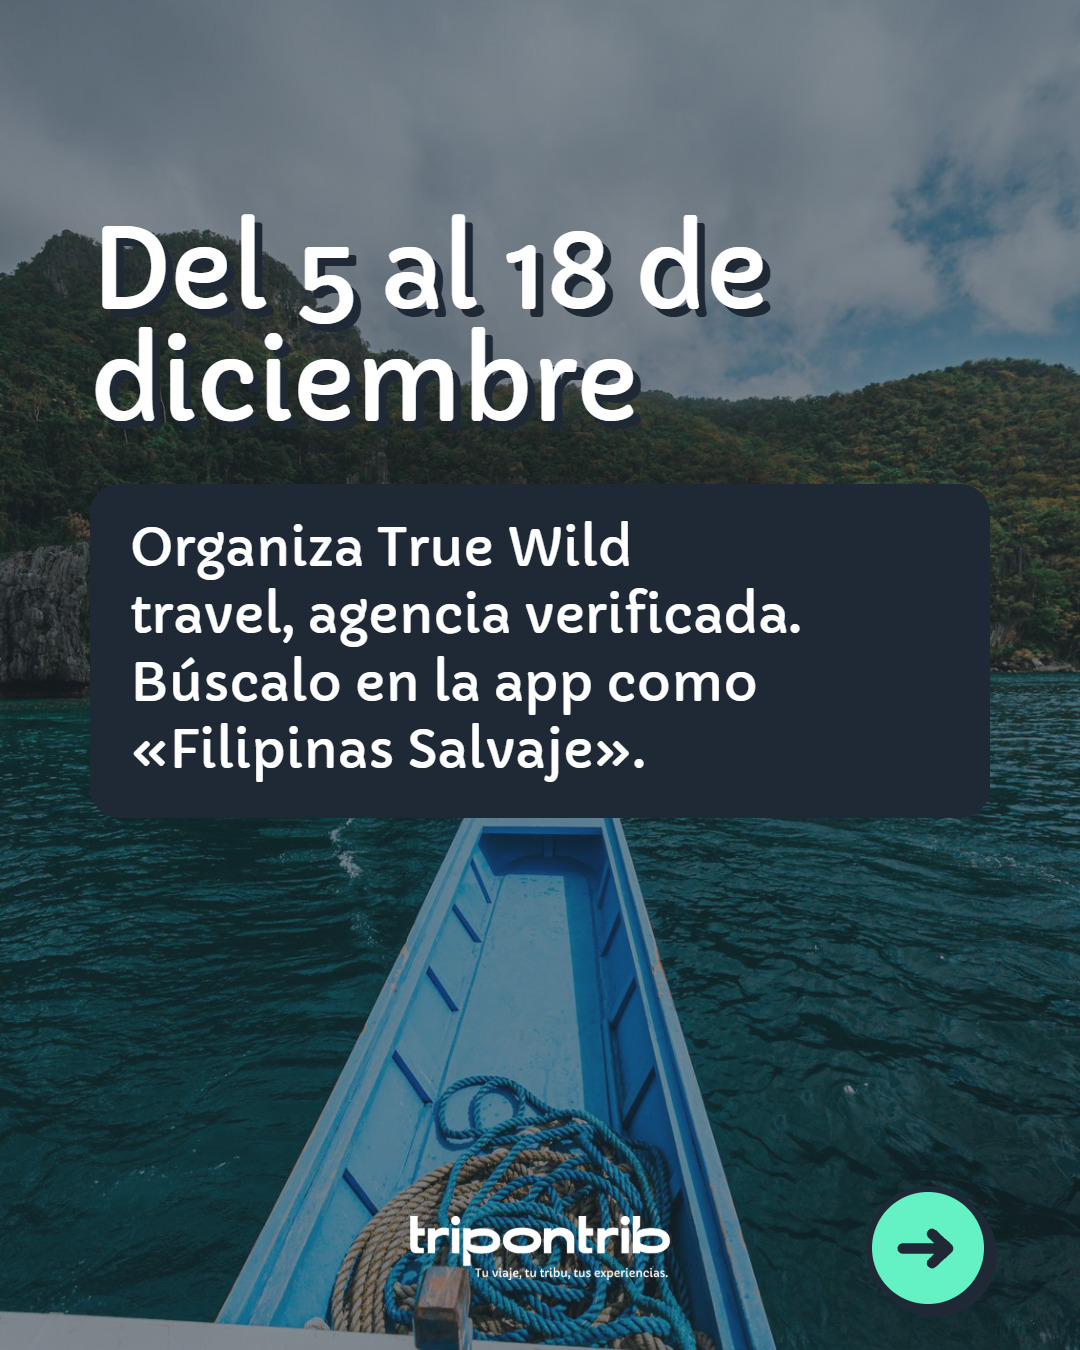 Del 5 al 18 de
diciembre
Organiza True Wild
travel, agencia verificada.
Búscalo en la app como
«Filipinas Salvaje».
tripontrib
Tu viaje, tu tribu, tus experiencias.